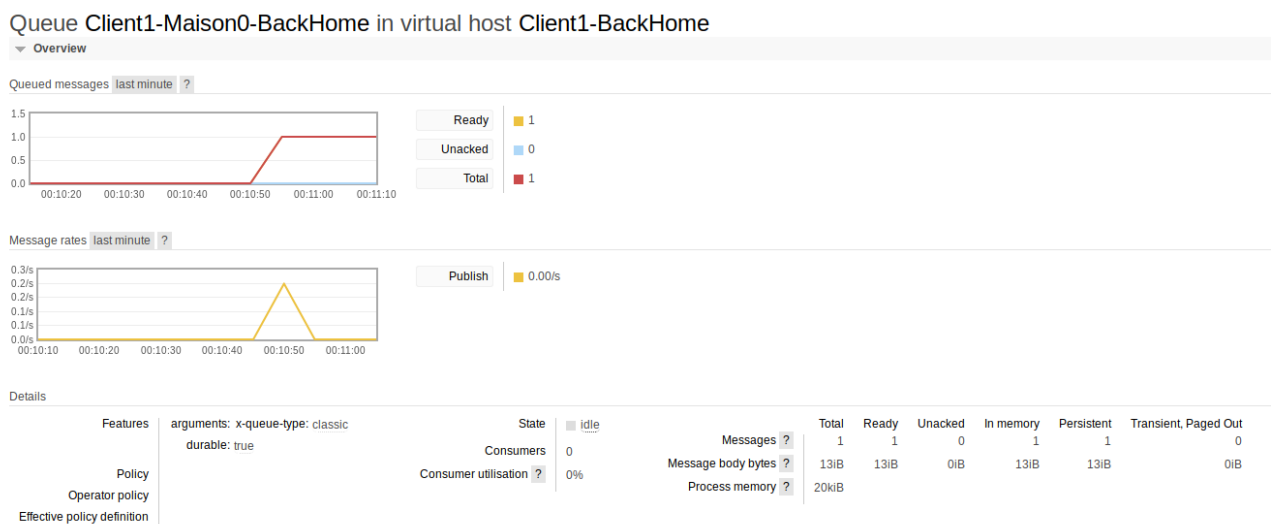 Queue Client1-Maison0-BackHome in virtual host Client1-BackHome
Overview
Queued messages last minute ?
1.5
1.0
0.5
0.0
00:10:20 00:10:30 00:10:40 00:10:50 00:11:00 00:11:10
Ready 1
Unacked 0
Total 1
Message rates last minute ?
0.3/s
0.2/s
0.2/s
0.1/s
0.1/s
0.0/s
00:10:10 00:10:20 00:10:30 00:10:40 00:10:50 00:11:00
Publish 0.00/s
Details
Features arguments: x-queue-type: classic
durable: true
Policy
Operator policy
Effective policy definition
State idle
Consumers 0
Consumer utilisation ? 0%
Total Ready Unacked In memory Persistent Transient, Paged Out
Messages ? 1 1 0 1 1 0
Message body bytes ? 13iB 13iB 0iB 13iB 13iB 0iB
Process memory ? 20kiB